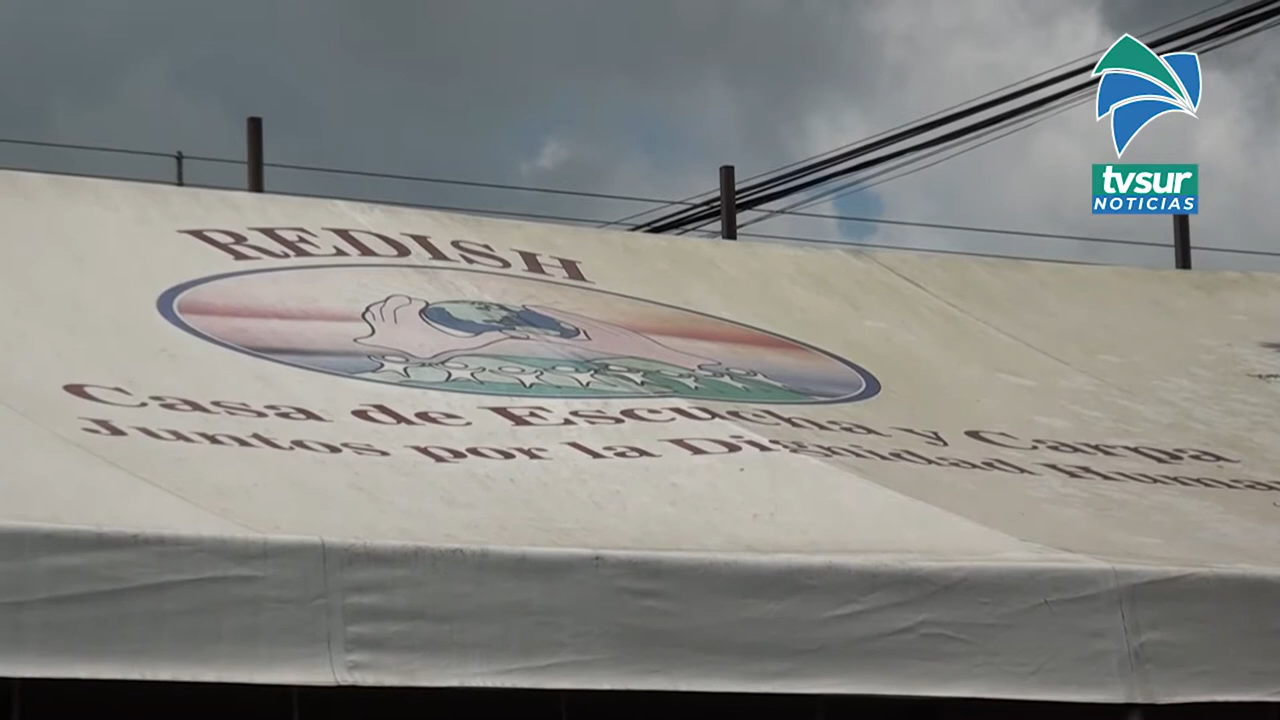 tvsur
NOTICIAS
REDISH
Casa de Escucha y Carpa
Juntos por la Dignidad